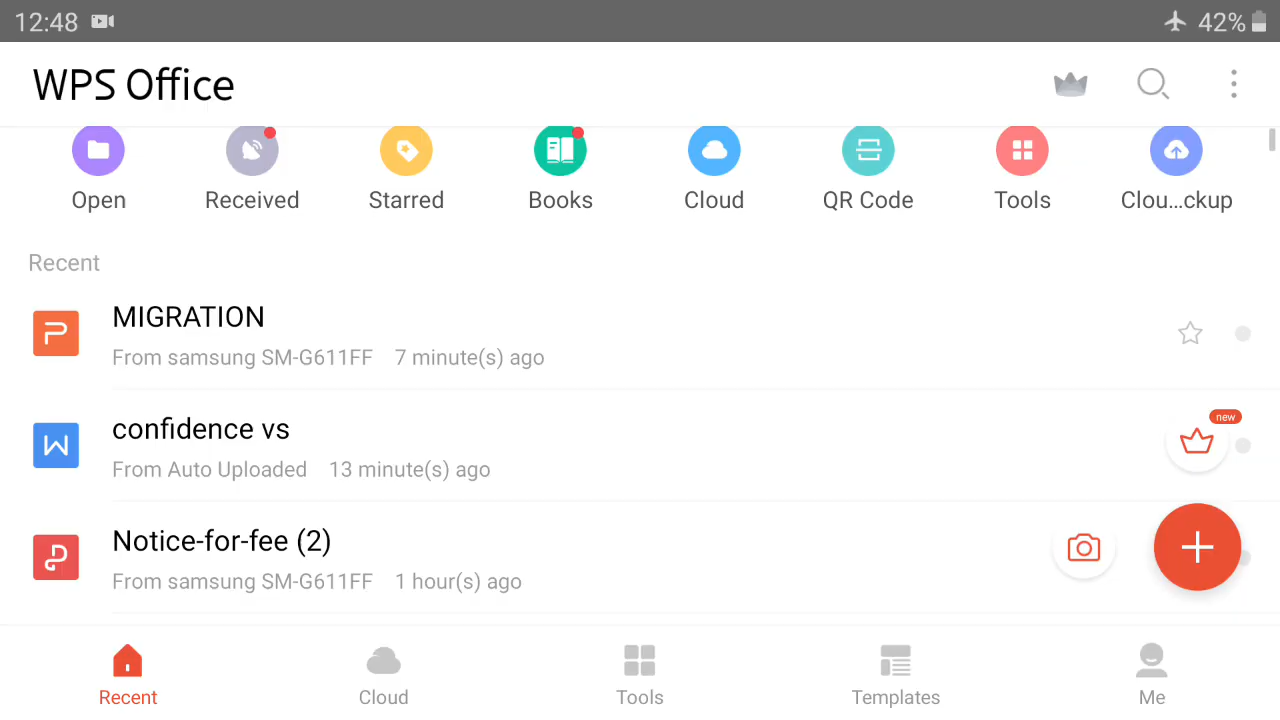 12:48 42%
WPS Office
Open Received Starred Books Cloud QR Code Tools Clou...ckup
Recent
MIGRATION
From samsung SM-G611FF 7 minute(s) ago
confidence vs
new
From Auto Uploaded 13 minute(s) ago
Notice-for-fee (2)
From samsung SM-G611FF 1 hour(s) ago
Recent Cloud Tools Templates Me